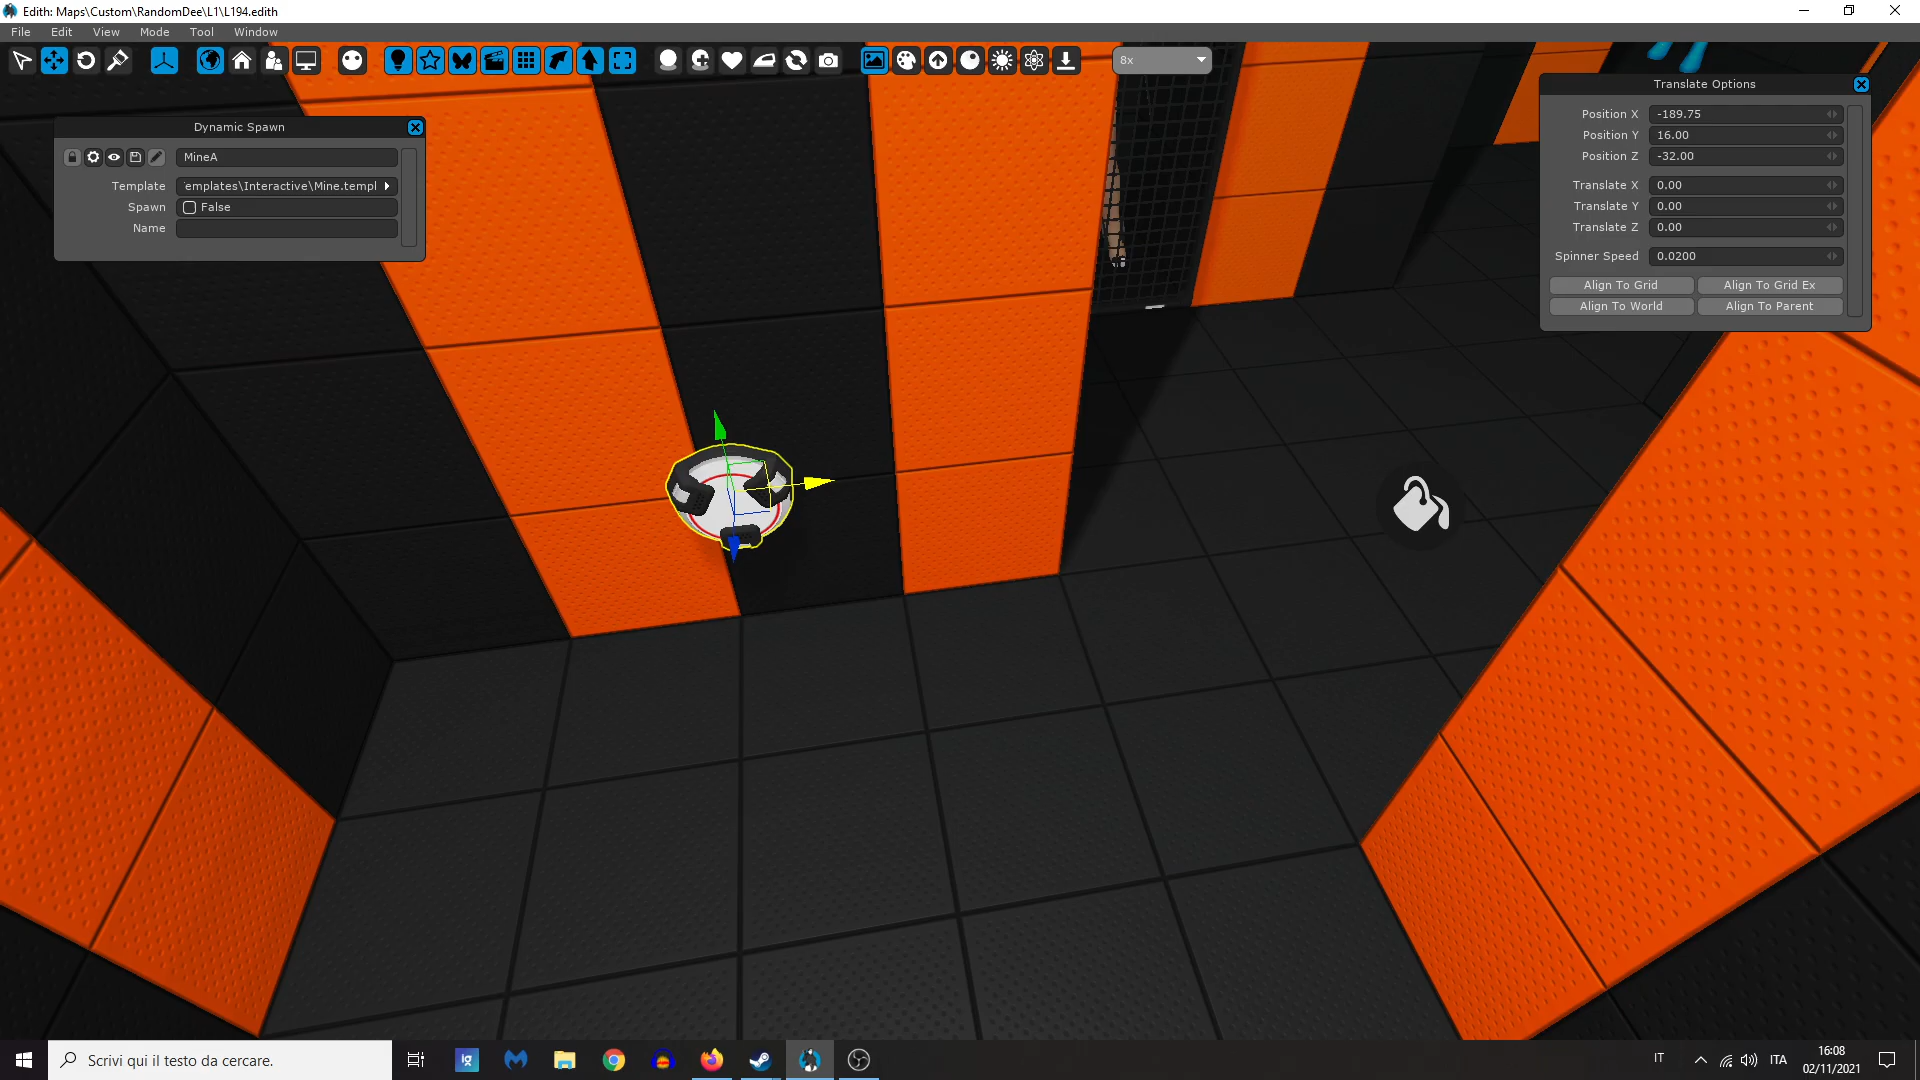 Edith: Maps\Custom\RandomDee\L1\L194.edith
File Edit View Mode Tool Window
8x
Dynamic Spawn
MineA
Template emplates\Interactive\Mine.templ
Spawn False
Name
Translate Options
Position X -189.75
Position Y 16.00
Position Z -32.00
Translate X 0.00
Translate Y 0.00
Translate Z 0.00
Spinner Speed 0.0200
Align To Grid Align To Grid Ex
Align To World Align To Parent
Scrivi qui il testo da cercare.
Ig
IT
ITA
16:08
02/11/2021